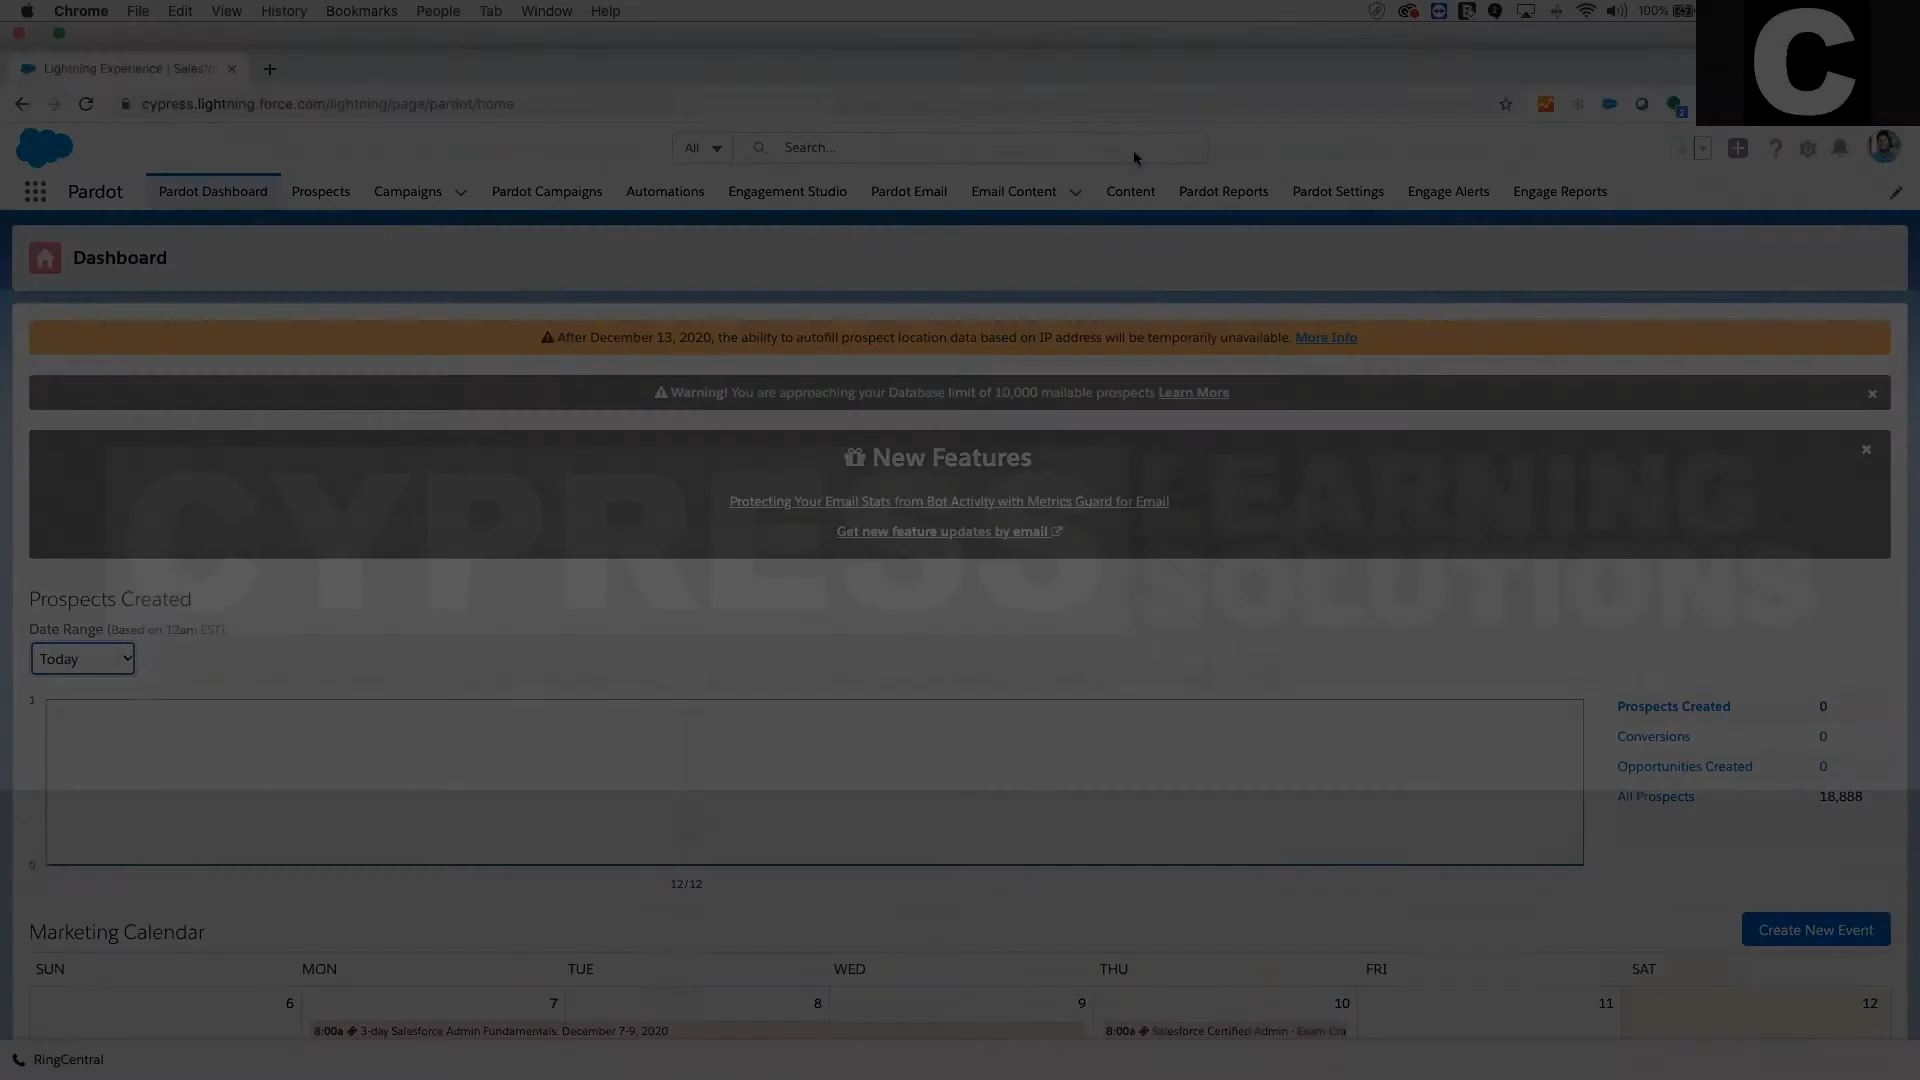 Chrome File Edit View History Bookmarks People Tab Window Help 100%
C
Lightning Experience | Salesfo
cypress.lightning.force.com/lightning/page/pardot/home
2
All Search...
Pardot Pardot Dashboard Prospects Campaigns Pardot Campaigns Automations Engagement Studio Pardot Email Email Content Content Pardot Reports Pardot Settings Engage Alerts Engage Reports
Dashboard
After December 13, 2020, the ability to autofill prospect location data based on IP address will be temporarily unavailable. More Info
Warning! You are approaching your Database limit of 10,000 mailable prospects Learn More
New Features
Protecting Your Email Stats from Bot Activity with Metrics Guard for Email
Get new feature updates by email
CYPRESS LEARNING
SOLUTIONS
Prospects Created
Date Range (Based on 12am EST):
Today
1
0
12/12
Prospects Created 0
Conversions 0
Opportunities Created 0
All Prospects 18,888
Marketing Calendar
Create New Event
SUN MON TUE WED THU FRI SAT
6 7 8 9 10 11 12
8:00a 3-day Salesforce Admin Fundamentals: December 7-9, 2020
8:00a Salesforce Certified Admin - Exam Cra
RingCentral